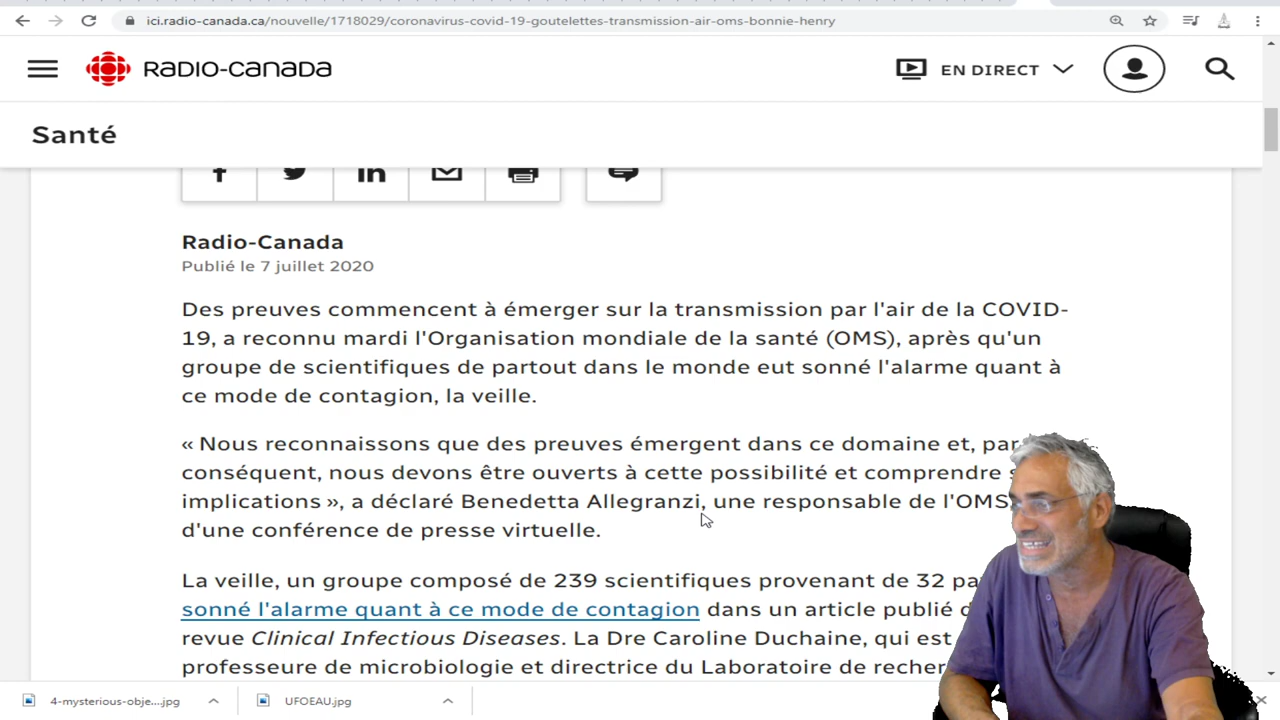 ici.radio-canada.ca/nouvelle/1718029/coronavirus-covid-19-goutelettes-transmission-air-oms-bonnie-henry
RADIO-CANADA
EN DIRECT
Santé
Radio-Canada
Publié le 7 juillet 2020
Des preuves commencent à émerger sur la transmission par l'air de la COVID-
19, a reconnu mardi l'Organisation mondiale de la santé (OMS), après qu'un
groupe de scientifiques de partout dans le monde eut sonné l'alarme quant à
ce mode de contagion, la veille.
« Nous reconnaissons que des preuves émergent dans ce domaine et, par
conséquent, nous devons être ouverts à cette possibilité et comprendre
implications », a déclaré Benedetta Allegranzi, une responsable de l'OMS
d'une conférence de presse virtuelle.
La veille, un groupe composé de 239 scientifiques provenant de 32
sonné l'alarme quant à ce mode de contagion dans un article publié
revue Clinical Infectious Diseases. La Dre Caroline Duchaine, qui est
professeure de microbiologie et directrice du Laboratoire de
4-mysterious-obje....jpg
UFOEAU.jpg